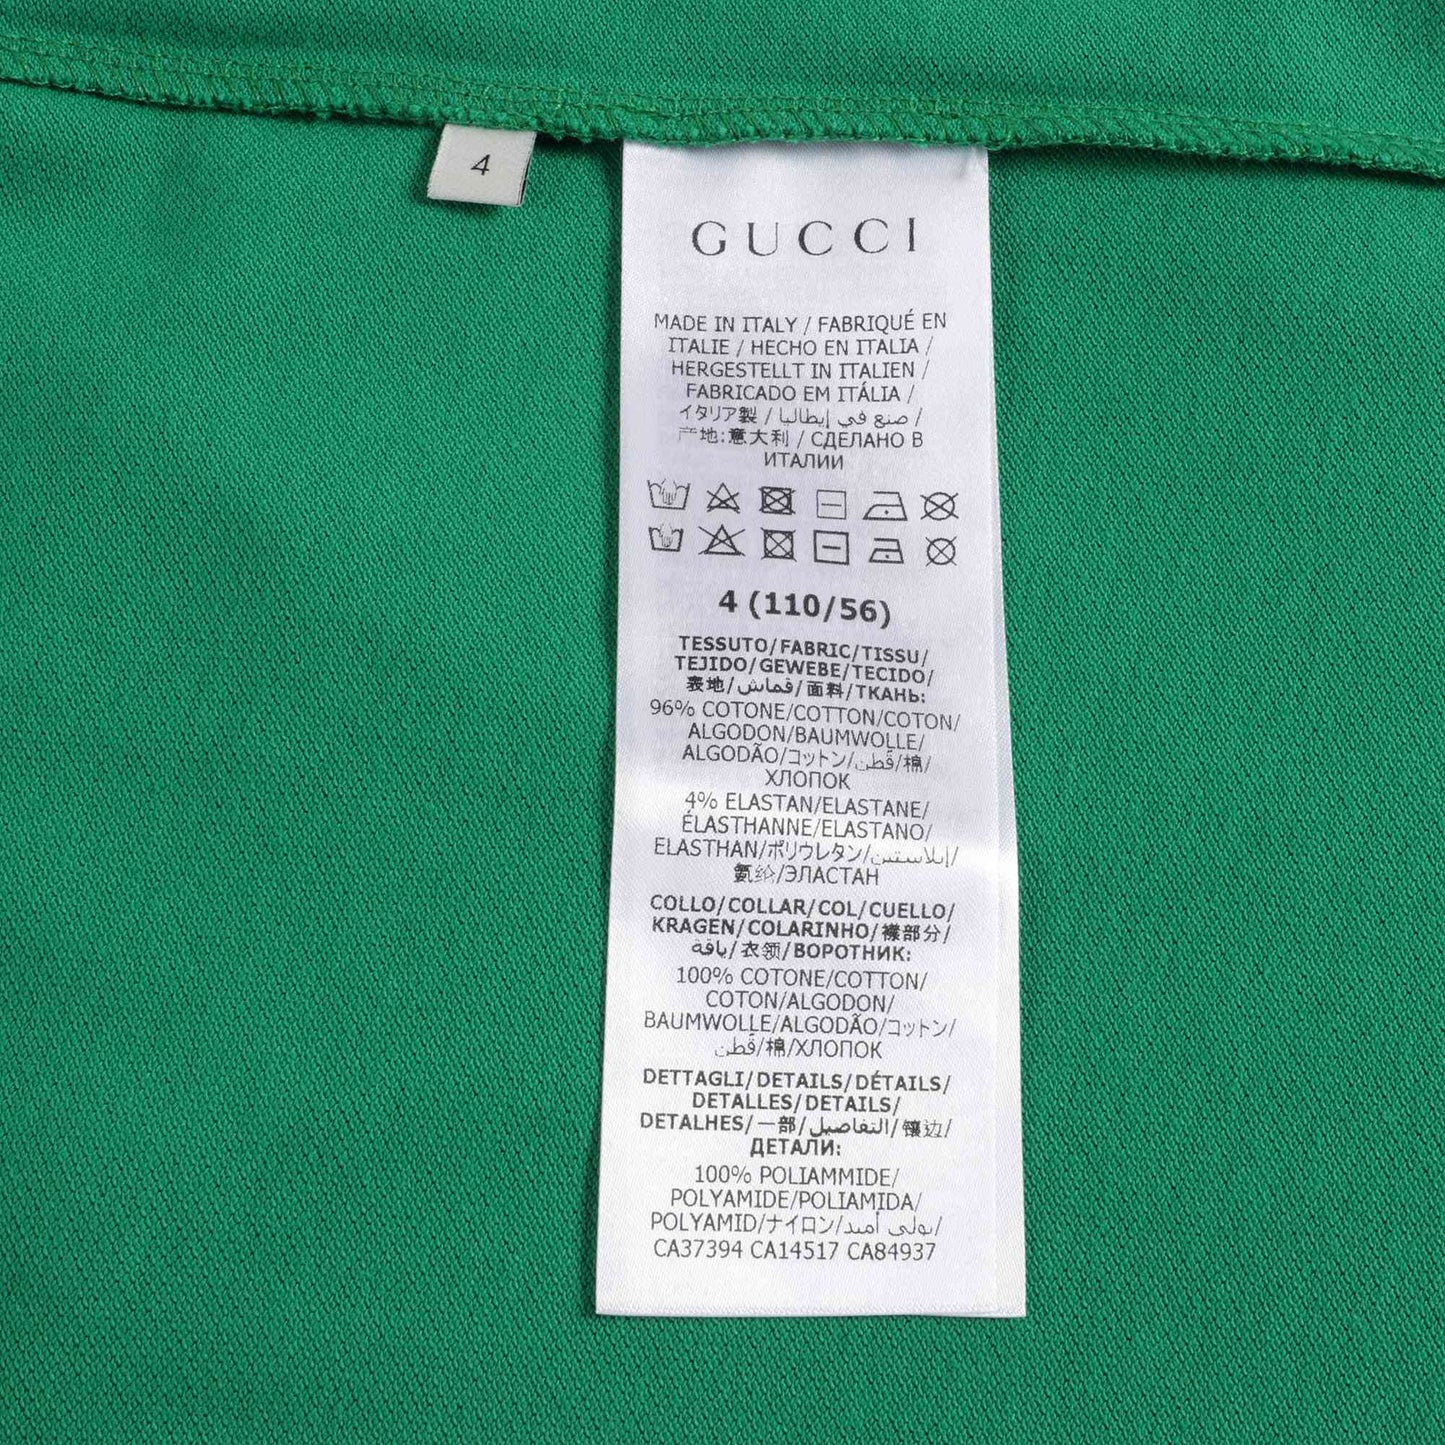 4
GUCCI
MADE IN ITALY / FABRIQUÉ EN
ITALIE / HECHO EN ITALIA /
HERGESTELLT IN ITALIEN /
FABRICADO EM ITÁLIA /
イタリア製 / صنع في إيطاليا /
产地:意大利 / СДЕЛАНО В
ИТАЛИИ
4 (110/56)
TESSUTO/FABRIC/TISSU/
TEJIDO/GEWEBE/TECIDO/
表地/قماش/面料/ТКАНЬ:
96% COTONE/COTTON/COTON/
ALGODON/BAUMWOLLE/
ALGODÃO/コットン/قطن/棉/
ХЛОПОК
4% ELASTAN/ELASTANE/
ÉLASTHANNE/ELASTANO/
ELASTHAN/ポリウレタン/إيلاستين/
氨纶/ЭЛАСТАН
COLLO/COLLAR/COL/CUELLO/
KRAGEN/COLARINHO/襟部分/
ياقة/衣领/ВОРОТНИК:
100% COTONE/COTTON/
COTON/ALGODON/
BAUMWOLLE/ALGODÃO/コットン/
قطن/棉/ХЛОПОК
DETTAGLI/DETAILS/DÉTAILS/
DETALLES/DETAILS/
DETALHES/一部/التفاصيل/镶边/
ДЕТАЛИ:
100% POLIAMMIDE/
POLYAMIDE/POLIAMIDA/
POLYAMID/ナイロン/بولي أميد/
CA37394 CA14517 CA84937